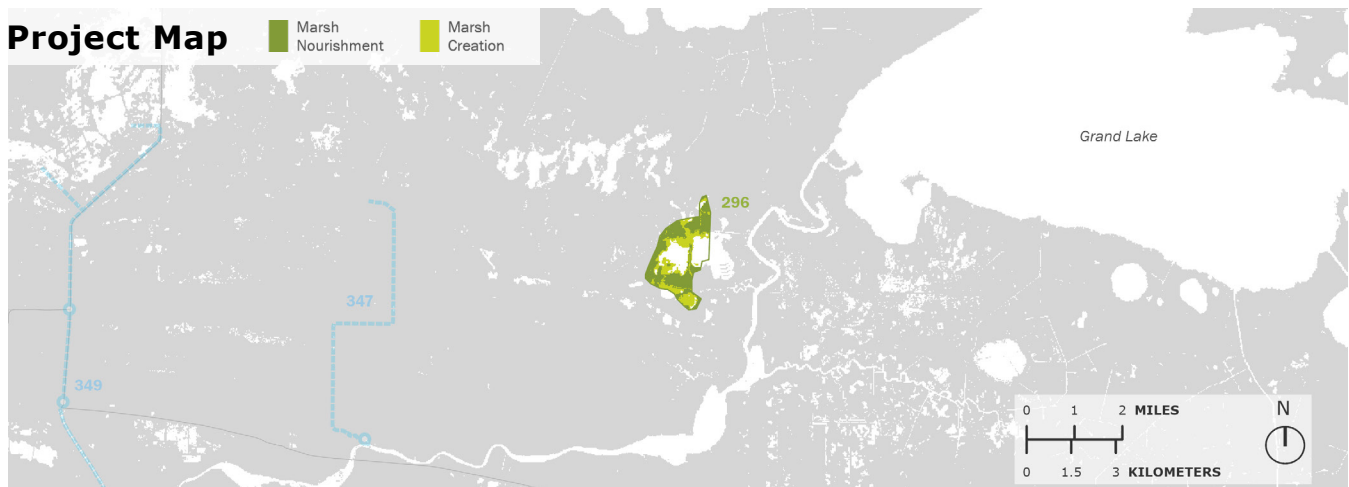 Project Map
Marsh
Nourishment
Marsh
Creation
Grand Lake
296
347
349
0 1 2 MILES
N
0 1.5 3 KILOMETERS